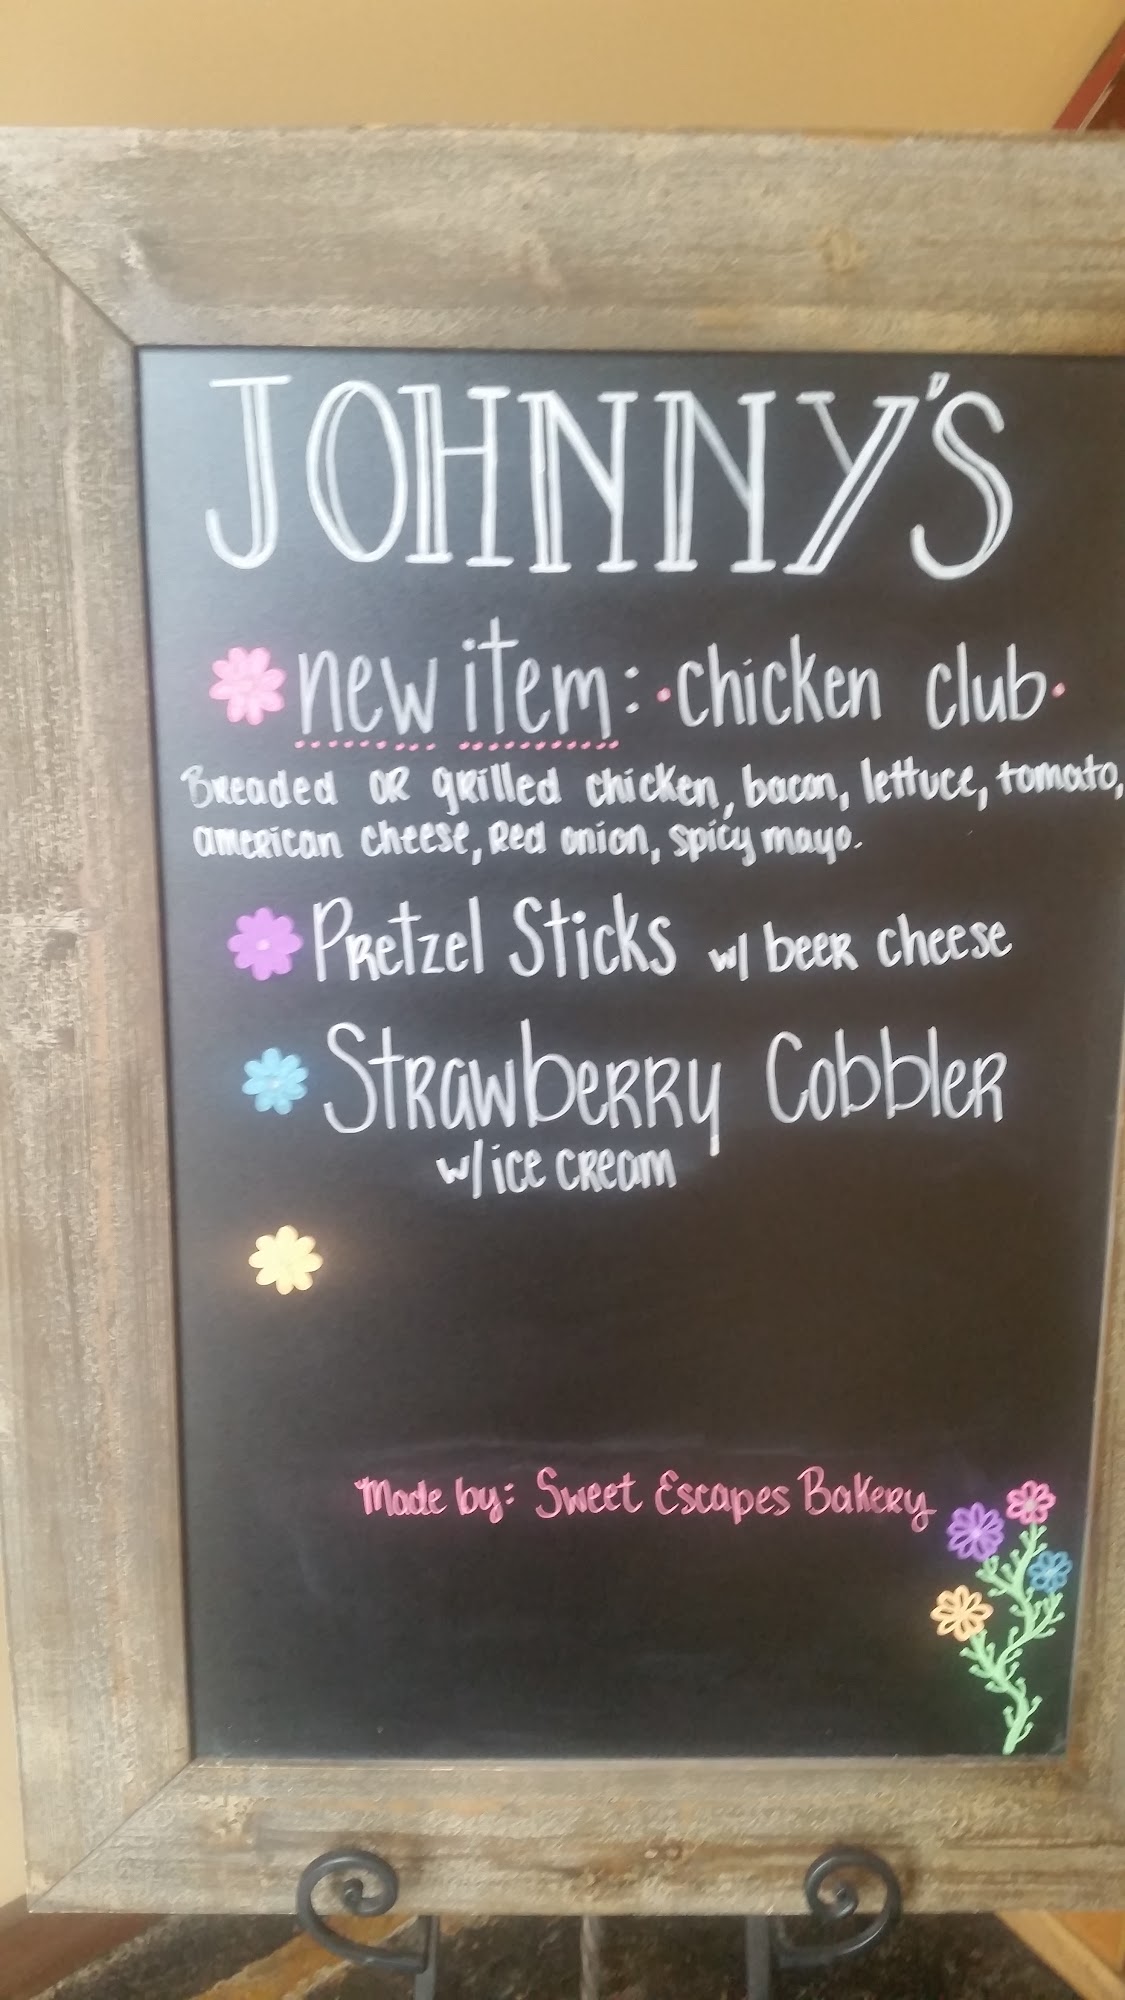 JOHNNY'S
new item: • chicken club •
Breaded OR grilled chicken, bacon, lettuce, tomato,
american cheese, Red onion, spicy mayo.
Pretzel Sticks w/ beer cheese
Strawberry Cobbler
w/ ice cream
Made by: Sweet Escapes Bakery